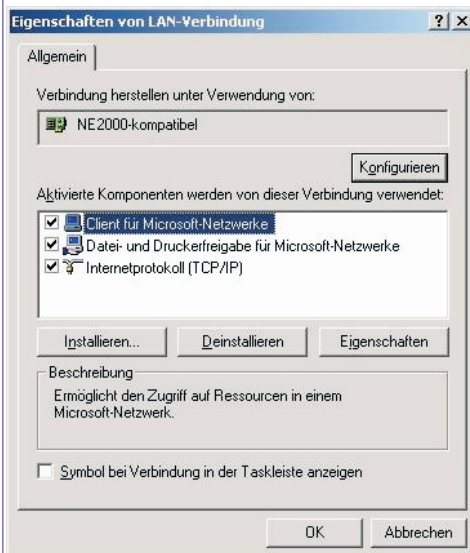 Eigenschaften von LAN-Verbindung
Allgemein
Verbindung herstellen unter Verwendung von:
NE2000-kompatibel
Konfigurieren
Aktivierte Komponenten werden von dieser Verbindung verwendet:
Client für Microsoft-Netzwerke
Datei- und Druckerfreigabe für Microsoft-Netzwerke
Internetprotokoll (TCP/IP)
Installieren... Deinstallieren Eigenschaften
Beschreibung
Ermöglicht den Zugriff auf Ressourcen in einem
Microsoft-Netzwerk.
Symbol bei Verbindung in der Taskleiste anzeigen
OK Abbrechen